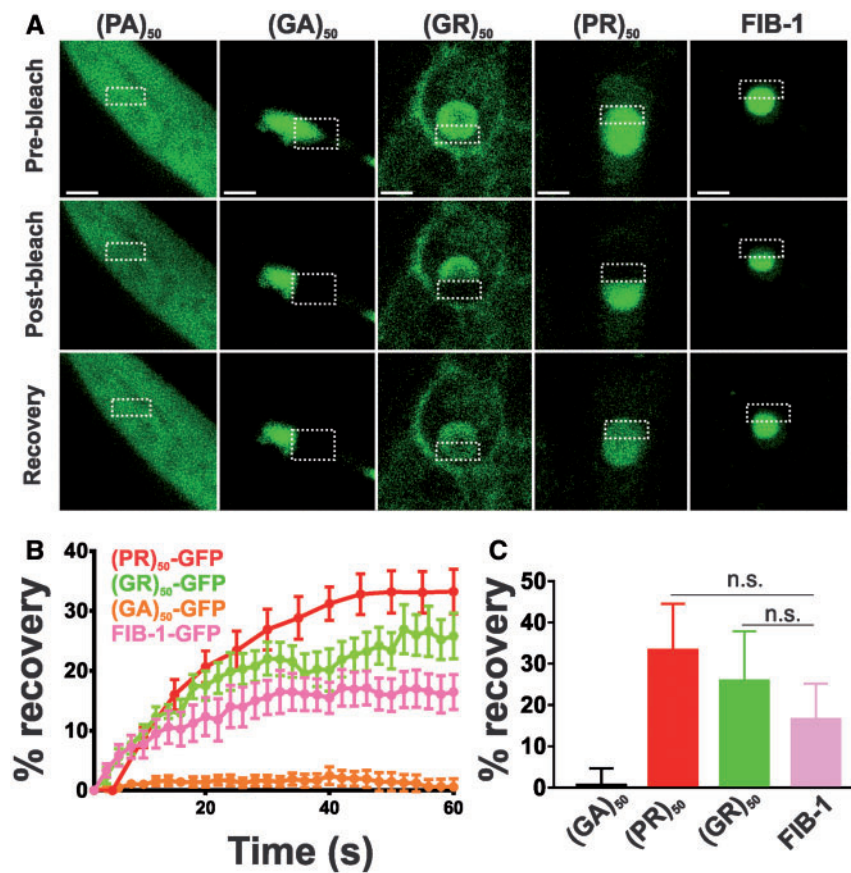 A
(PA)₅₀ (GA)₅₀ (GR)₅₀ (PR)₅₀ FIB-1
Pre-bleach
Post-bleach
Recovery
B
% recovery
40
30
20
10
0
20 40 60
Time (s)
(PR)₅₀-GFP
(GR)₅₀-GFP
(GA)₅₀-GFP
FIB-1-GFP
C
% recovery
50
40
30
20
10
0
n.s.
n.s.
(GA)₅₀ (PR)₅₀ (GR)₅₀ FIB-1